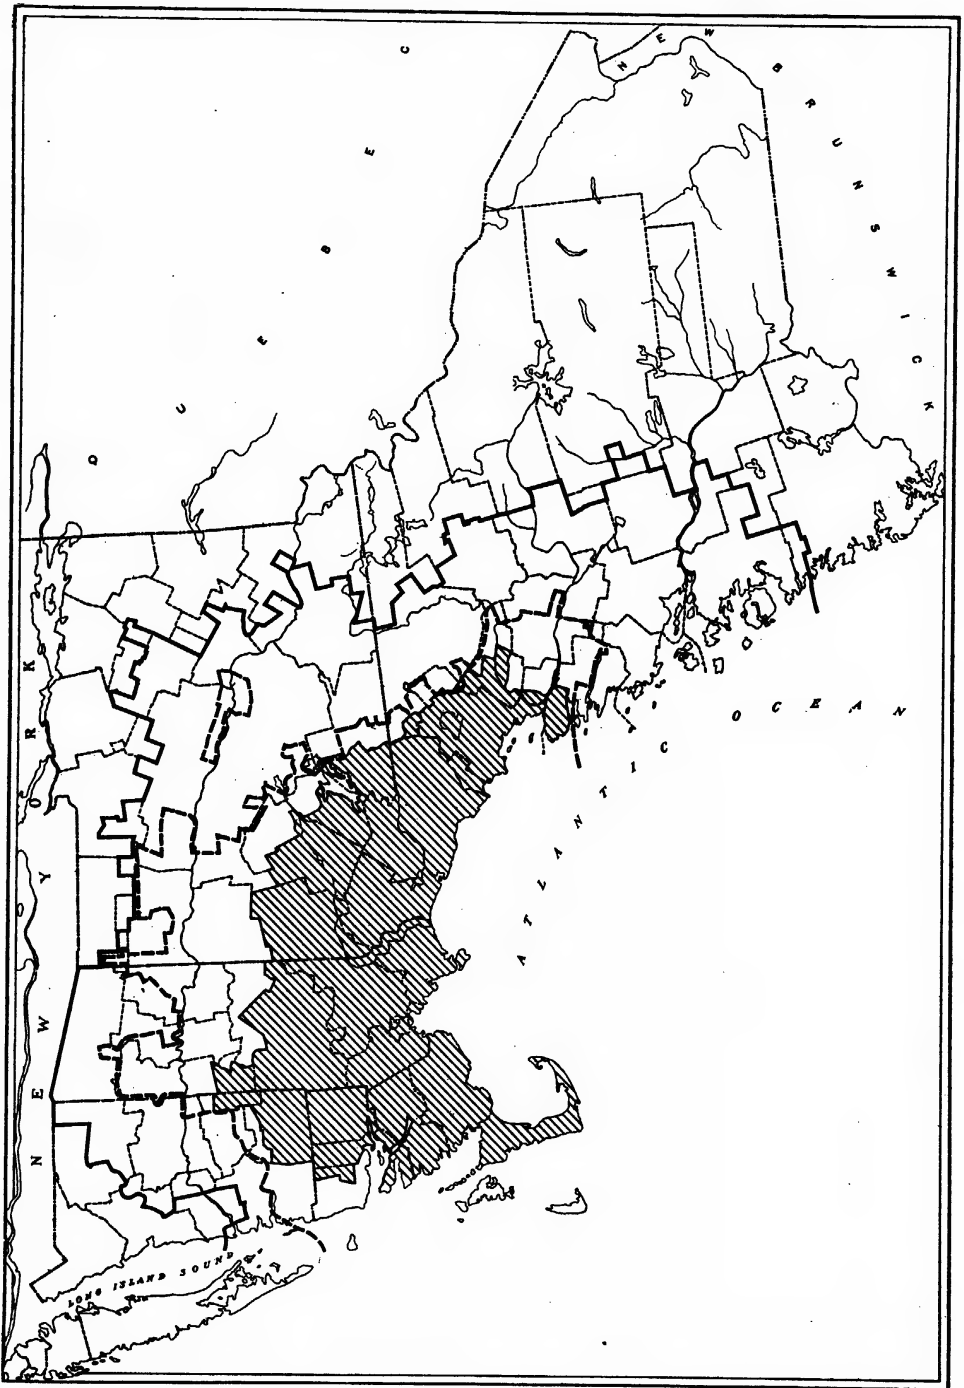 QUEBEC
NEW BRUNSWICK
NEW YORK
ATLANTIC OCEAN
LONG ISLAND SOUND